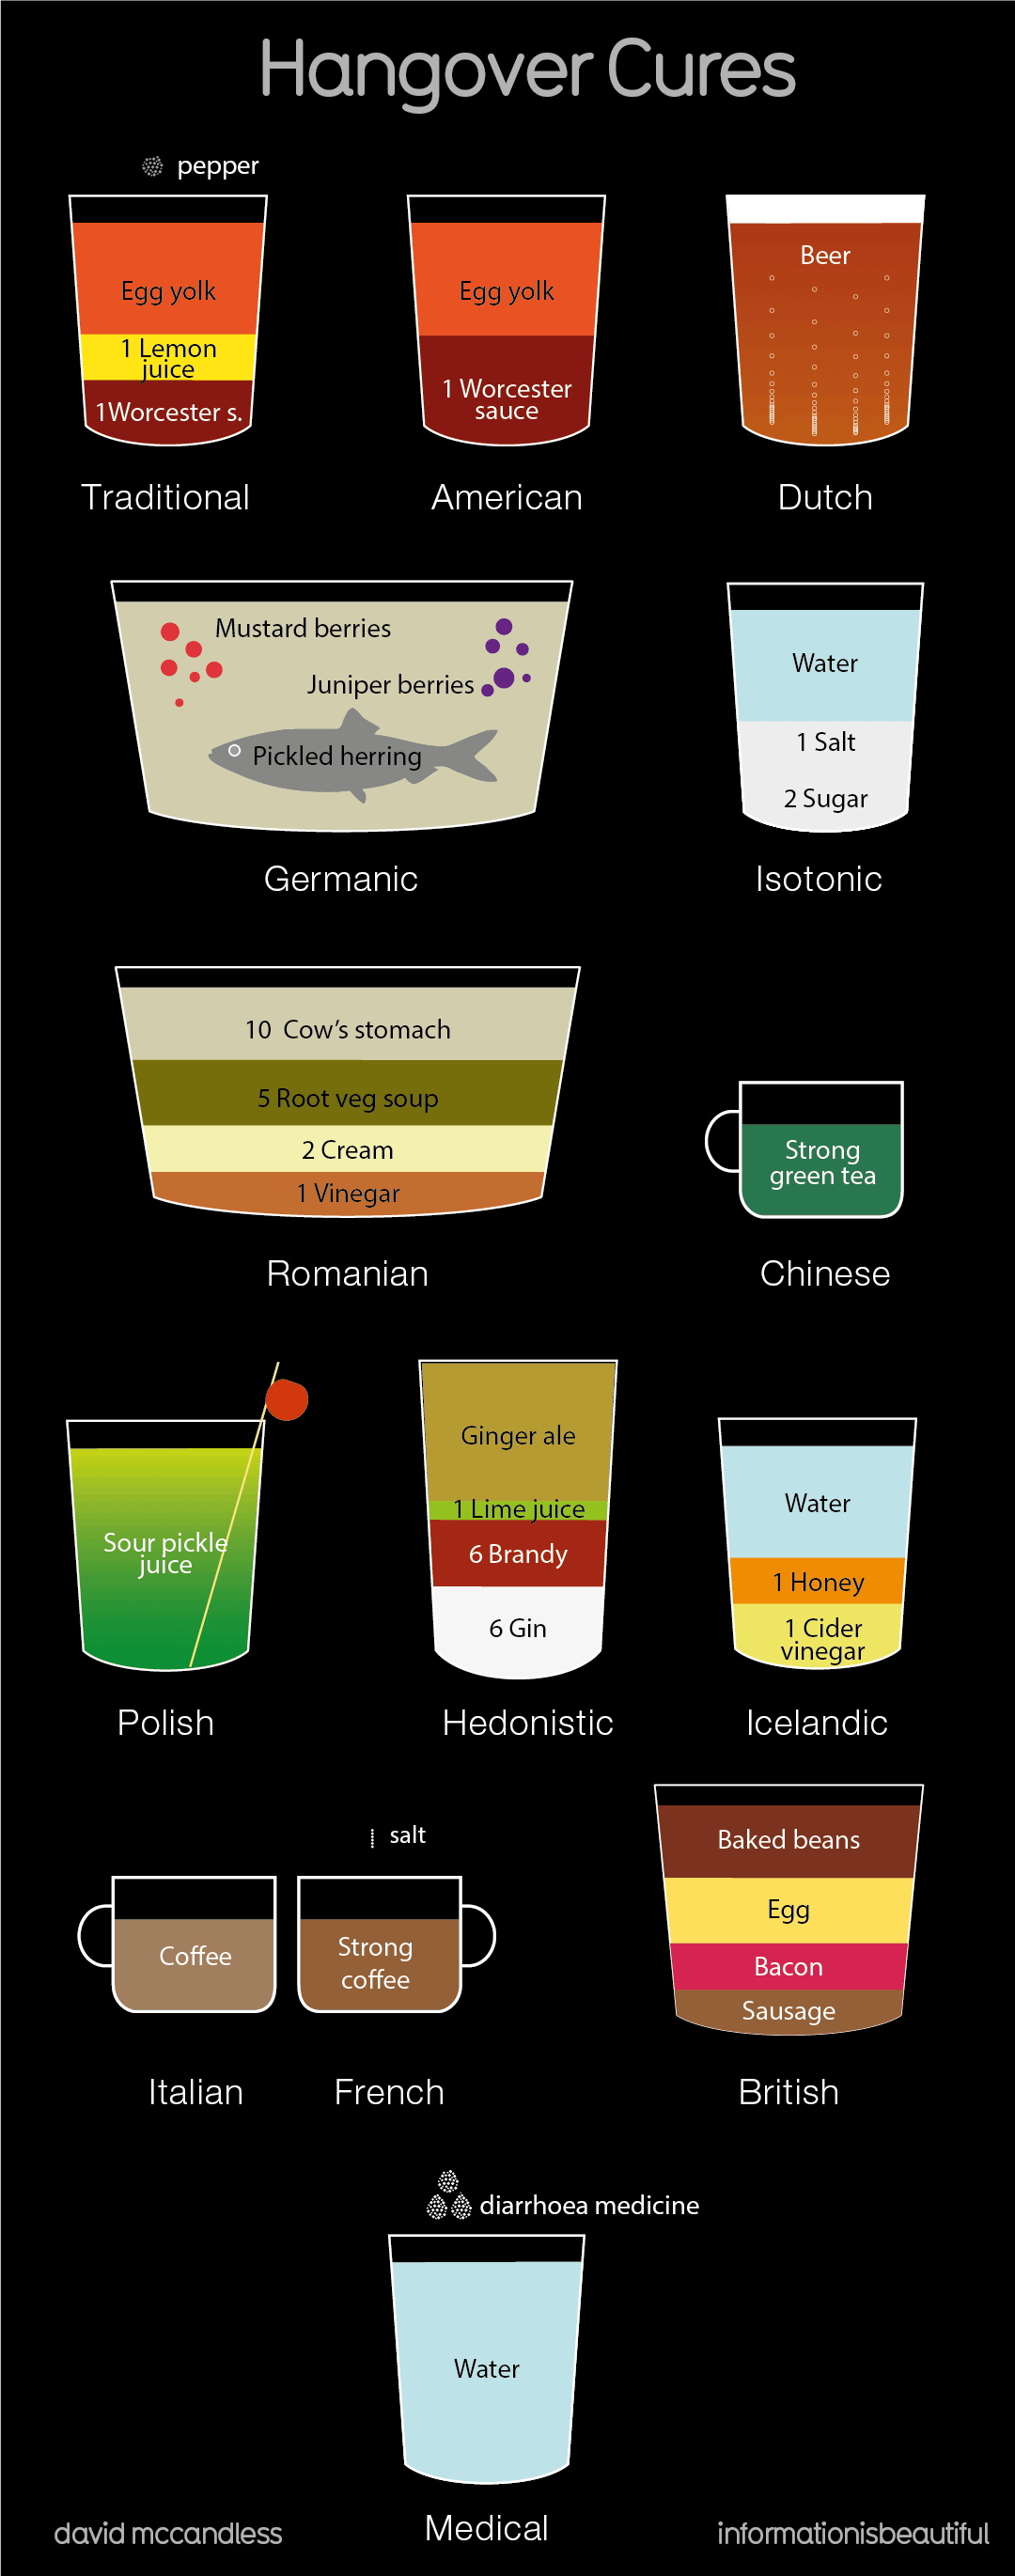 Hangover Cures
pepper
Egg yolk
1 Lemon
juice
1Worcester s.
Traditional
Egg yolk
1 Worcester
sauce
American
Beer
Dutch
Mustard berries
Juniper berries
Pickled herring
Germanic
Water
1 Salt
2 Sugar
Isotonic
10 Cow's stomach
5 Root veg soup
2 Cream
1 Vinegar
Romanian
Strong
green tea
Chinese
Sour pickle
juice
Polish
Ginger ale
1 Lime juice
6 Brandy
6 Gin
Hedonistic
Water
1 Honey
1 Cider
vinegar
Icelandic
Coffee
Italian
salt
Strong
coffee
French
Baked beans
Egg
Bacon
Sausage
British
diarrhoea medicine
Water
Medical
david mccandless
informationisbeautiful